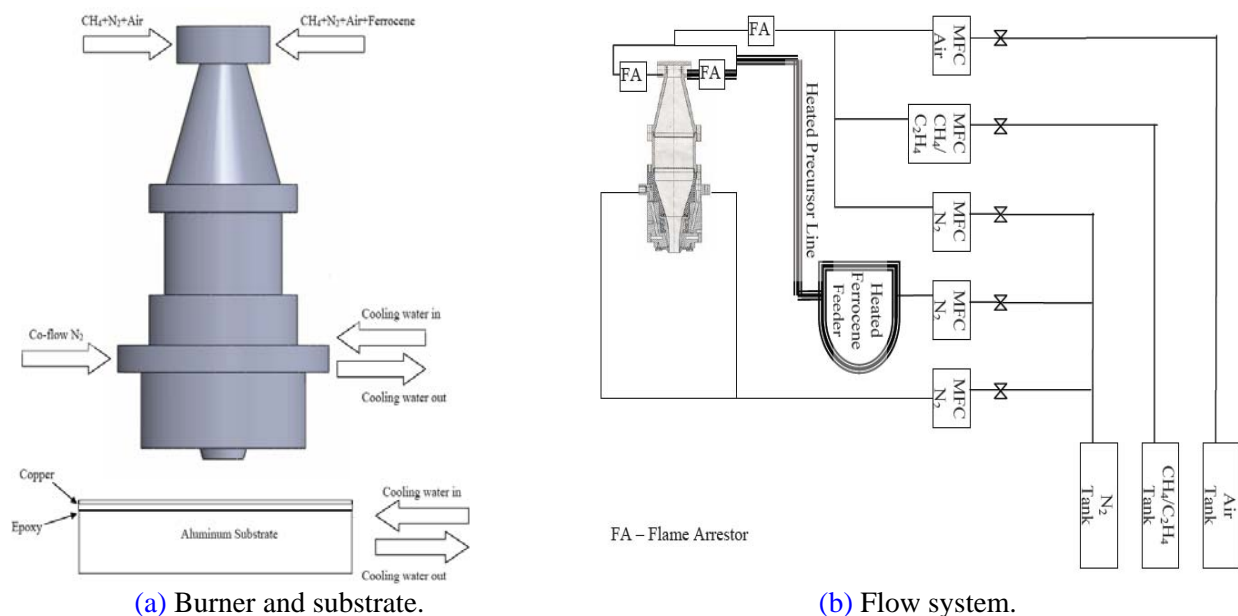 CH₄+N₂+Air
CH₄+N₂+Air+Ferrocene
Co-flow N₂
Cooling water in
Cooling water out
Copper
Epoxy
Aluminum Substrate
Cooling water in
Cooling water out
(a) Burner and substrate.
FA
FA
FA
Heated Precursor Line
Heated
Ferrocene
Feeder
MFC
Air
MFC
CH₄/
C₂H₄
MFC
N₂
MFC
N₂
MFC
N₂
N₂
Tank
CH₄/C₂H₄
Tank
Air
Tank
FA – Flame Arrestor
(b) Flow system.